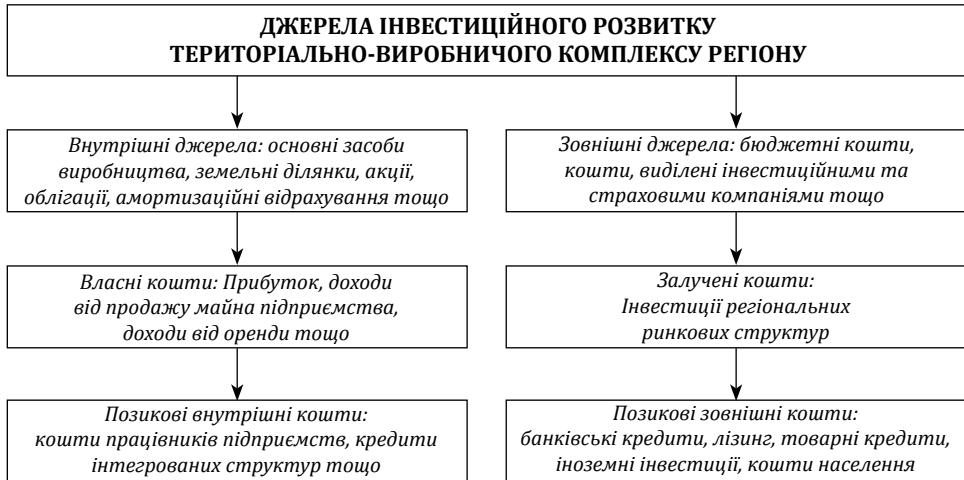 ДЖЕРЕЛА ІНВЕСТИЦІЙНОГО РОЗВИТКУ
ТЕРИТОРІАЛЬНО-ВИРОБНИЧОГО КОМПЛЕКСУ РЕГІОНУ
Внутрішні джерела: основні засоби
виробництва, земельні ділянки, акції,
облігації, амортизаційні відрахування тощо
Зовнішні джерела: бюджетні кошти,
кошти, виділені інвестиційними та
страховими компаніями тощо
Власні кошти: Прибуток, доходи
від продажу майна підприємства,
доходи від оренди тощо
Залучені кошти:
Інвестиції регіональних
ринкових структур
Позикові внутрішні кошти:
кошти працівників підприємств, кредити
інтегрованих структур тощо
Позикові зовнішні кошти:
банківські кредити, лізинг, товарні кредити,
іноземні інвестиції, кошти населення